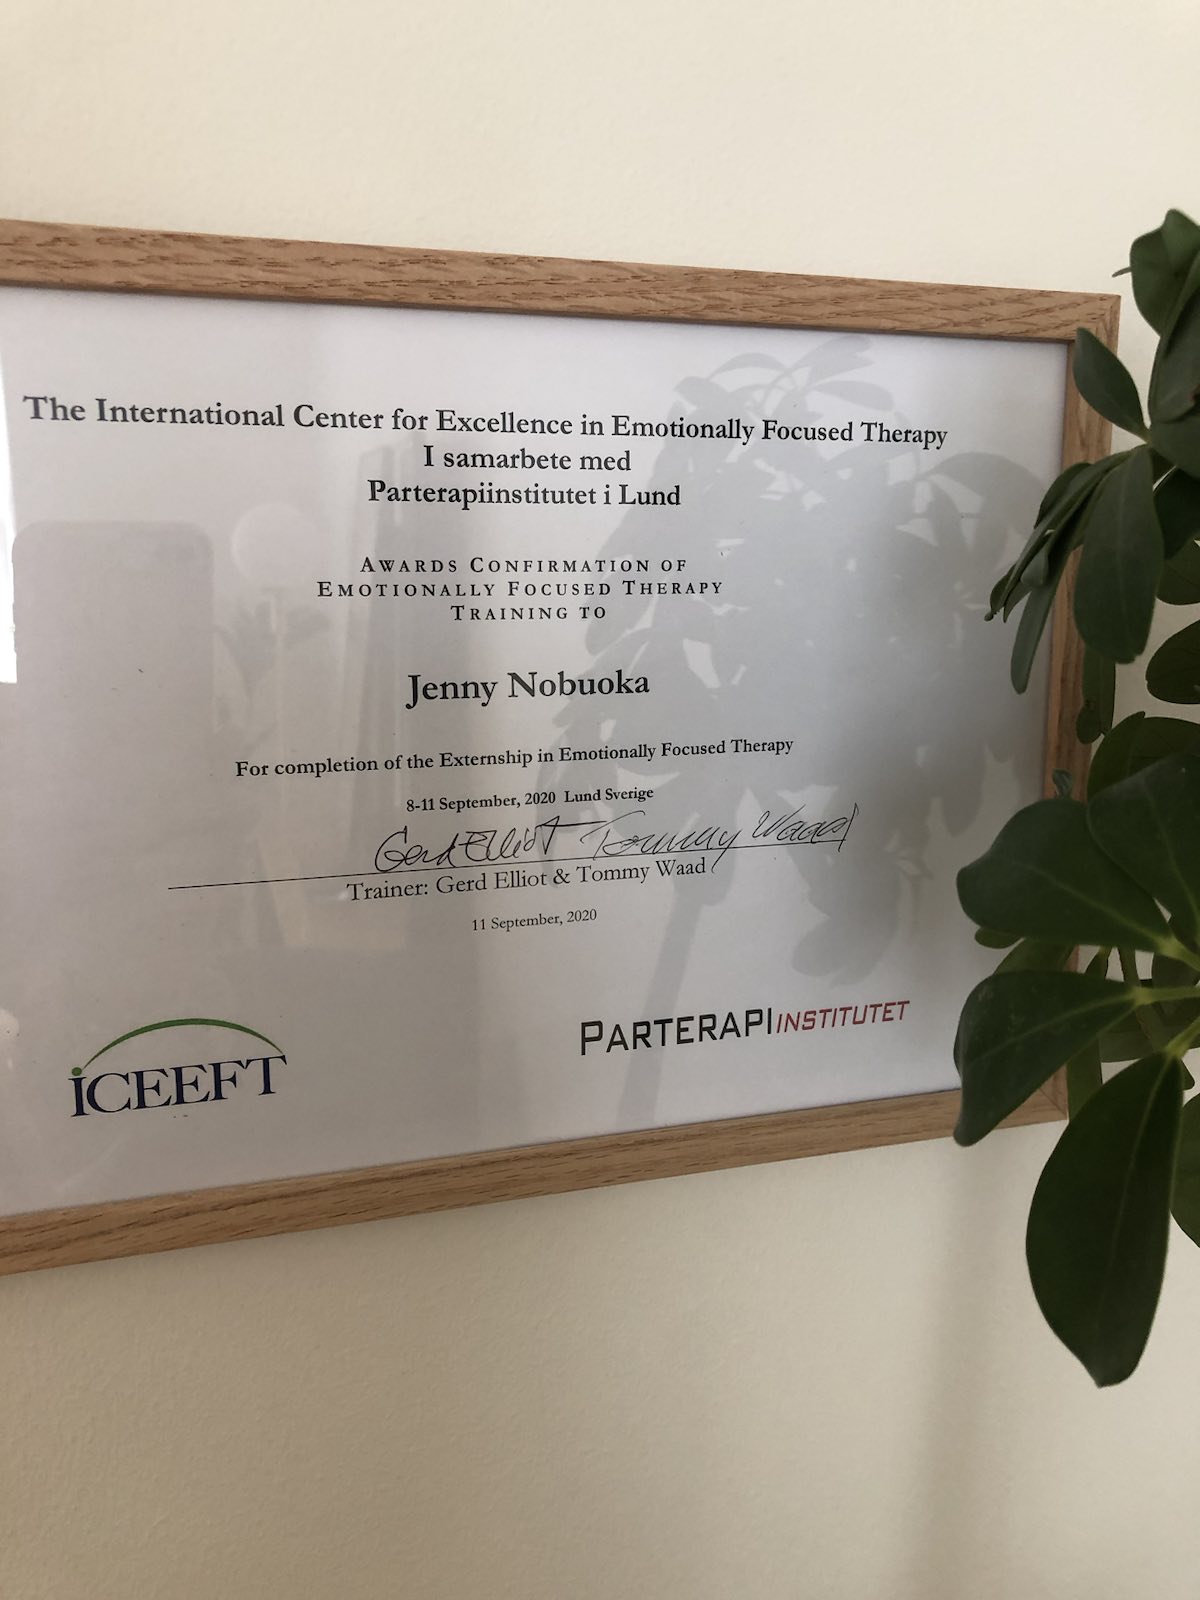 The International Center for Excellence in Emotionally Focused Therapy
I samarbete med
Parterapiinstitutet i Lund
AWARDS CONFIRMATION OF
EMOTIONALLY FOCUSED THERAPY
TRAINING TO
Jenny Nobuoka
For completion of the Externship in Emotionally Focused Therapy
8-11 September, 2020 Lund Sverige
Gerd Elliot Tommy Waad
Trainer: Gerd Elliot & Tommy Waad
11 September, 2020
iCEEFT
PARTERAPIINSTITUTET